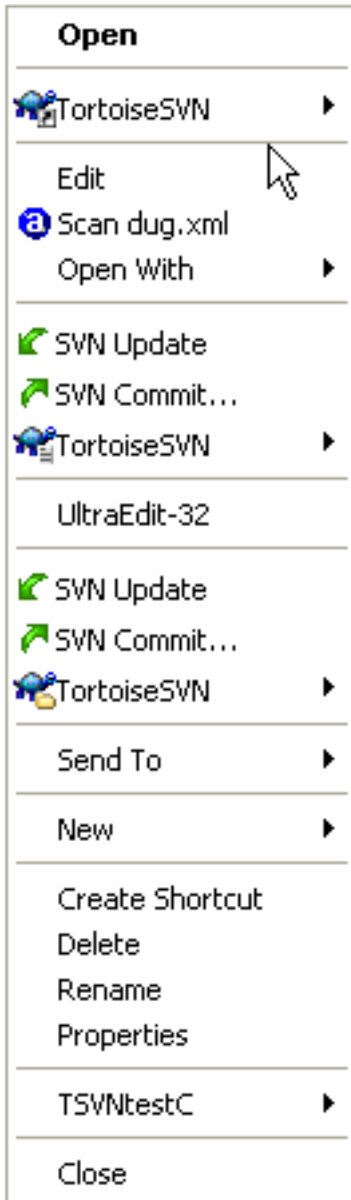 Open
TortoiseSVN
Edit
Scan dug.xml
Open With
SVN Update
SVN Commit...
TortoiseSVN
UltraEdit-32
SVN Update
SVN Commit...
TortoiseSVN
Send To
New
Create Shortcut
Delete
Rename
Properties
TSVNtestC
Close